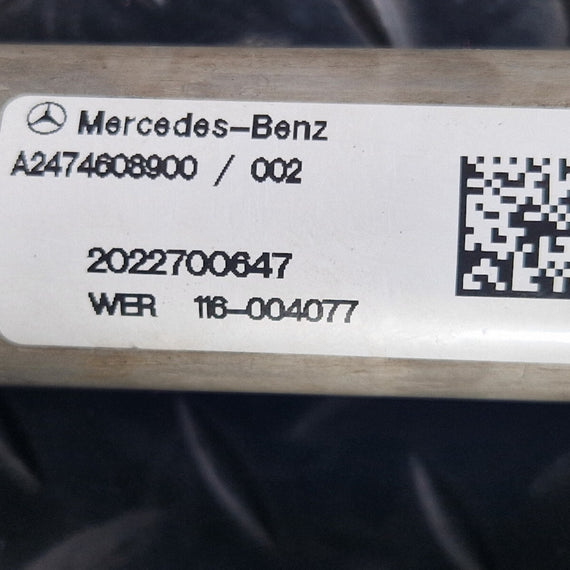 Mercedes-Benz
A2474608900 / 002
2022700647
WER 116-004077